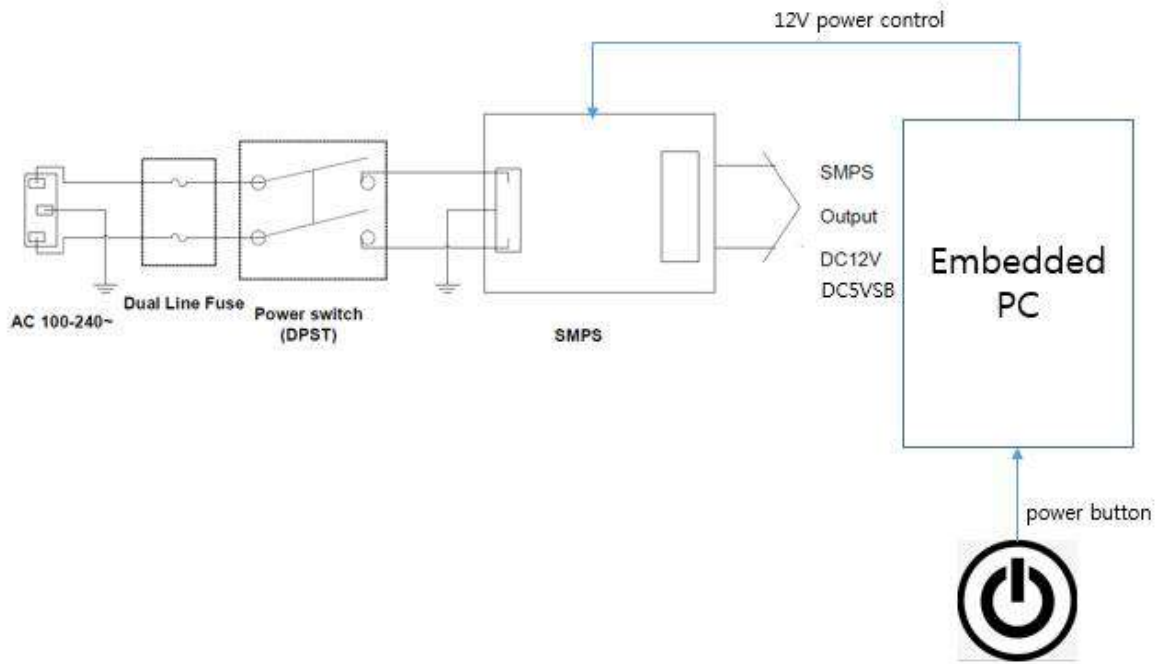 12V power control
SMPS
Output
DC12V
DC5VSB
Embedded
PC
AC 100-240~
Dual Line Fuse
Power switch
(DPST)
SMPS
power button